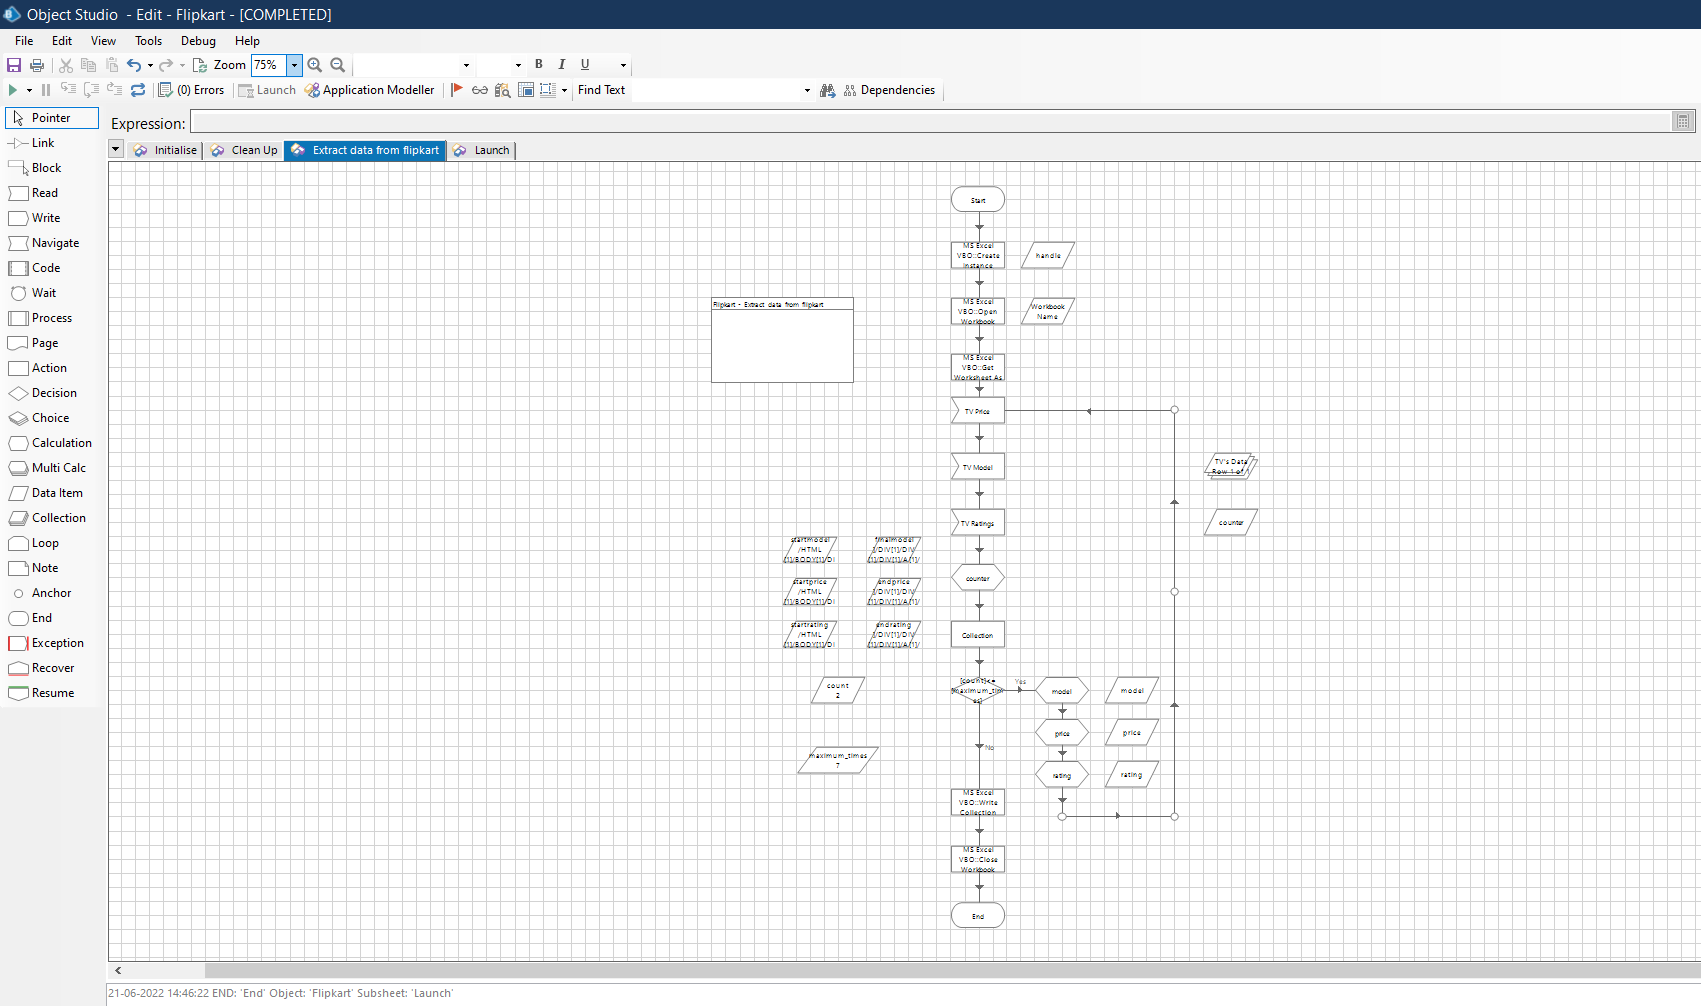 Object Studio - Edit - Flipkart - [COMPLETED]
File Edit View Tools Debug Help
Zoom 75% B I U
(0) Errors Launch Application Modeller Find Text Dependencies
Pointer
Link
Block
Read
Write
Navigate
Code
Wait
Process
Page
Action
Decision
Choice
Calculation
Multi Calc
Data Item
Collection
Loop
Note
Anchor
End
Exception
Recover
Resume
Expression:
Initialise Clean Up Extract data from flipkart Launch
Start
MS Excel
VBO::Create
Instance
handle
Flipkart - Extract data from flipkart
MS Excel
VBO::Open
Workbook
Workbook
Name
MS Excel
VBO::Get
Worksheet As
TV Price
TV Model
TV's Data
Row 1 of 1
TV Ratings
counter
startmodel
/HTML
[1]/BODY[1]/DI
finalmodel
]/DIV[1]/DIV
[1]/DIV[1]/A[1]/
counter
startprice
/HTML
[1]/BODY[1]/DI
endprice
]/DIV[1]/DIV
[1]/DIV[1]/A[1]/
startrating
/HTML
[1]/BODY[1]/DI
endrating
]/DIV[1]/DIV
[1]/DIV[1]/A[1]/
Collection
count
2
[count]<=
[maximum_tim
es]
Yes
model
model
No
price
price
maximum_times
7
rating
rating
MS Excel
VBO::Write
Collection
MS Excel
VBO::Close
Workbook
End
21-06-2022 14:46:22 END: 'End' Object: 'Flipkart' Subsheet: 'Launch'